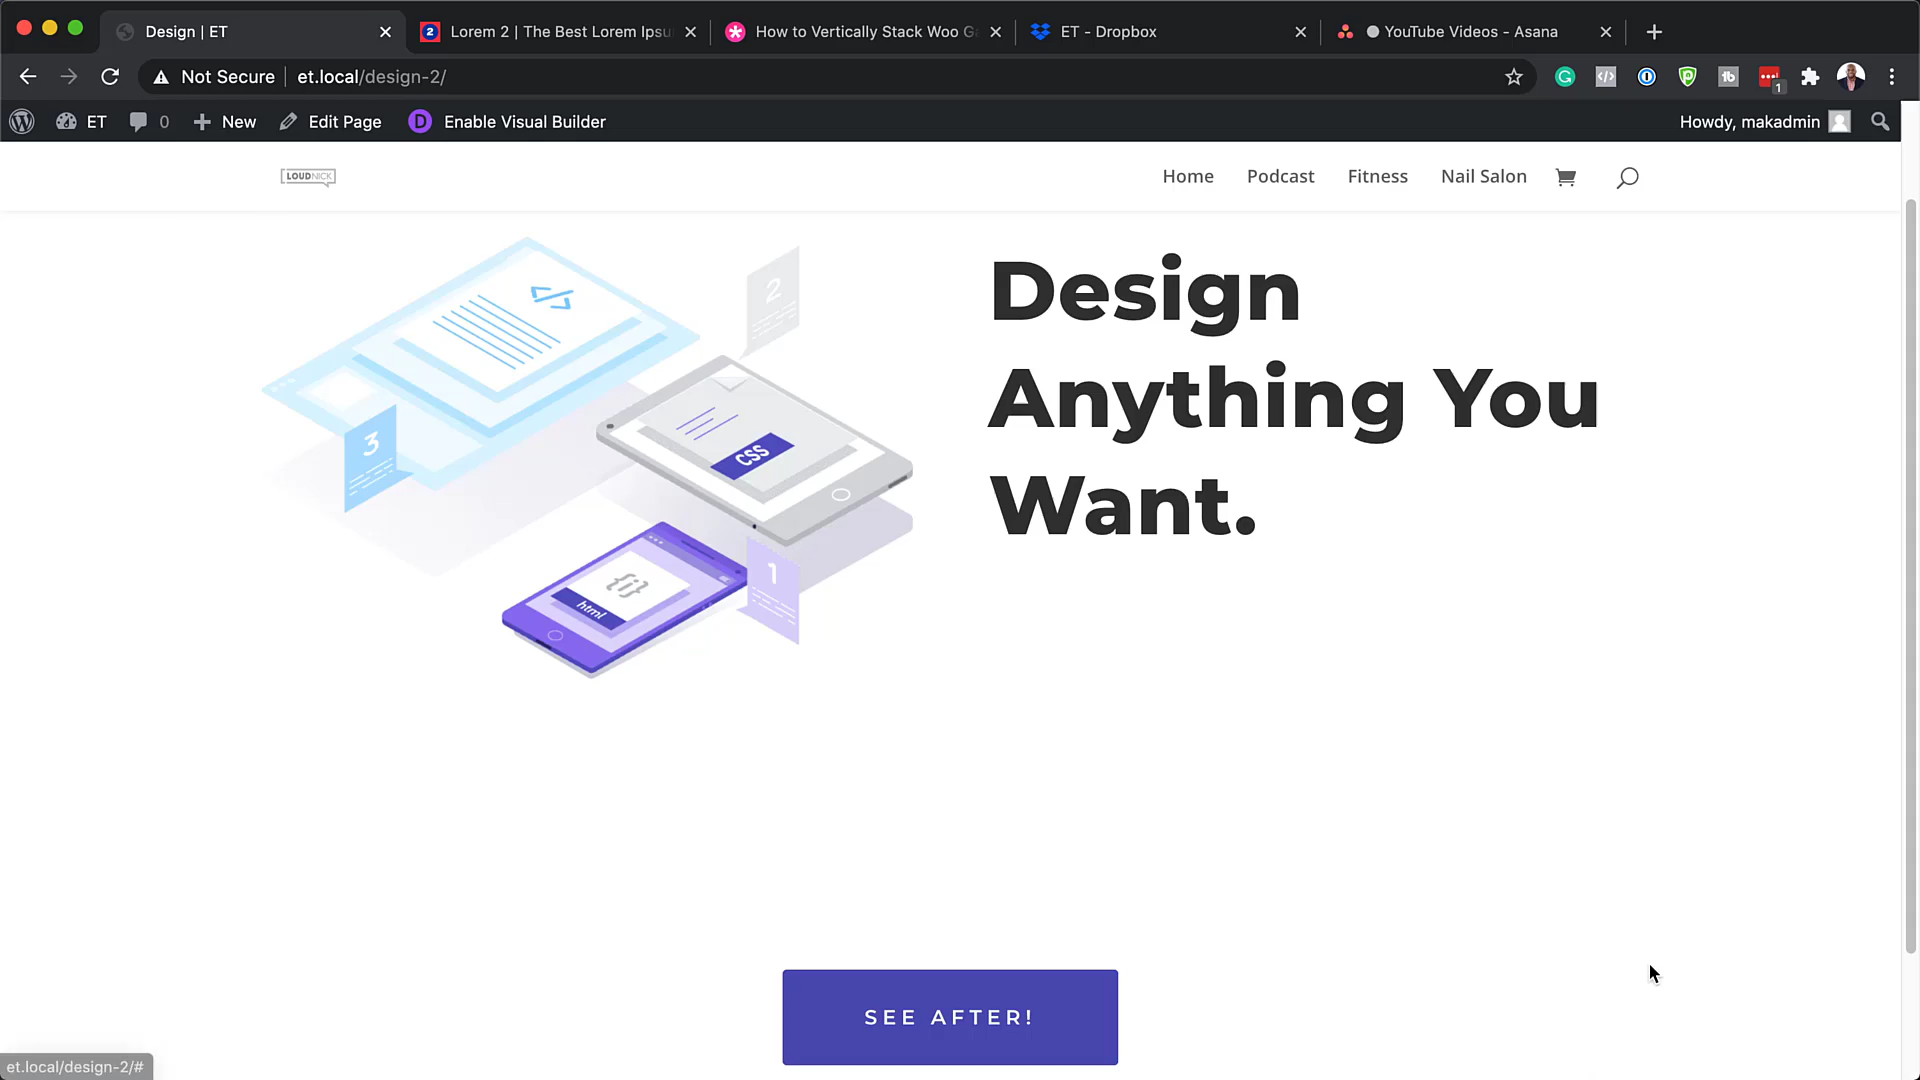 Design | ET
Lorem 2 | The Best Lorem Ipsu
How to Vertically Stack Woo G
ET - Dropbox
YouTube Videos - Asana
Not Secure
et.local/design-2/
1
ET
0
New
Edit Page
D
Enable Visual Builder
Howdy, makadmin
LOUDNICK
Home
Podcast
Fitness
Nail Salon
Design
Anything You
Want.
</>
2
3
CSS
1
{i}
html
SEE AFTER!
et.local/design-2/#